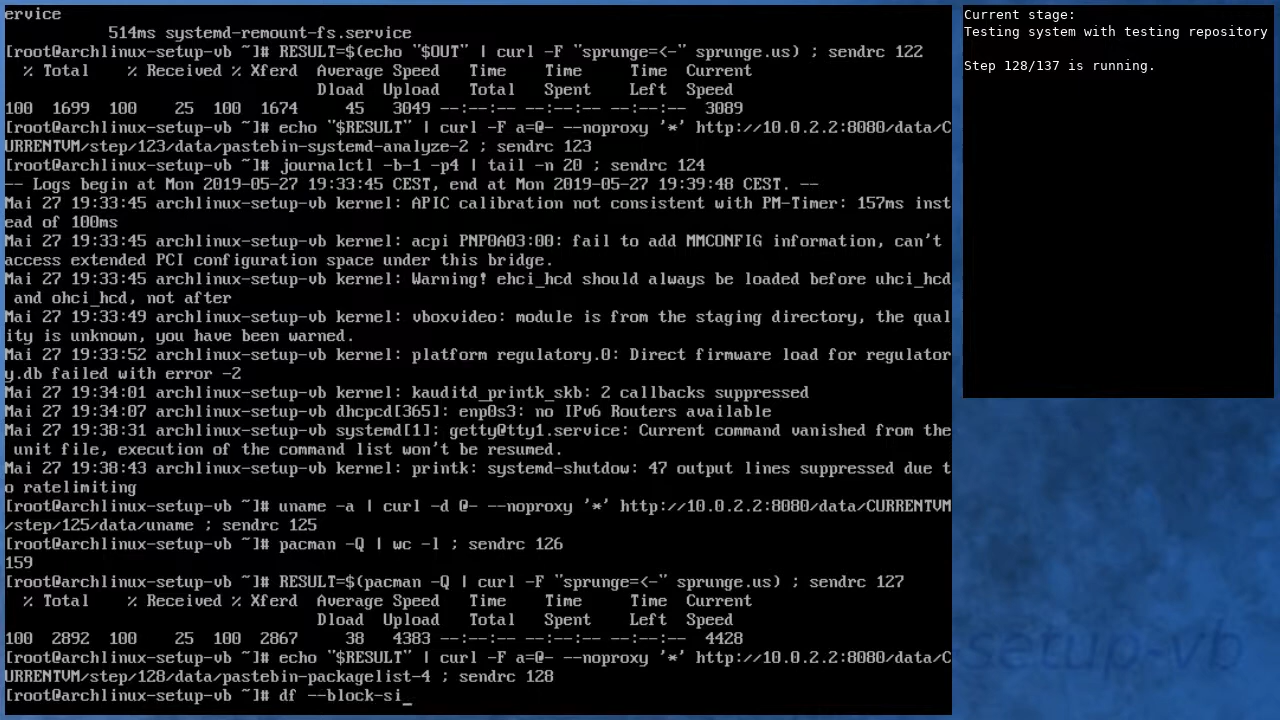 ervice
           514ms systemd-remount-fs.service
[root@archlinux-setup-vb ~]# RESULT=$(echo "$OUT" | curl -F "sprunge=<-" sprunge.us) ; sendrc 122
  % Total    % Received % Xferd  Average Speed   Time    Time     Time  Current
                                 Dload  Upload   Total   Spent    Left  Speed
100  1699  100    25  100  1674     45   3049 --:--:-- --:--:-- --:--:--  3089
[root@archlinux-setup-vb ~]# echo "$RESULT" | curl -F a=@- --noproxy '*' http://10.0.2.2:8080/data/C
URRENTVM/step/123/data/pastebin-systemd-analyze-2 ; sendrc 123
[root@archlinux-setup-vb ~]# journalctl -b-1 -p4 | tail -n 20 ; sendrc 124
-- Logs begin at Mon 2019-05-27 19:33:45 CEST, end at Mon 2019-05-27 19:39:48 CEST. --
Mai 27 19:33:45 archlinux-setup-vb kernel: APIC calibration not consistent with PM-Timer: 157ms inst
ead of 100ms
Mai 27 19:33:45 archlinux-setup-vb kernel: acpi PNP0A03:00: fail to add MMCONFIG information, can't
access extended PCI configuration space under this bridge.
Mai 27 19:33:45 archlinux-setup-vb kernel: Warning! ehci_hcd should always be loaded before uhci_hcd
 and ohci_hcd, not after
Mai 27 19:33:49 archlinux-setup-vb kernel: vboxvideo: module is from the staging directory, the qual
ity is unknown, you have been warned.
Mai 27 19:33:52 archlinux-setup-vb kernel: platform regulatory.0: Direct firmware load for regulator
y.db failed with error -2
Mai 27 19:34:01 archlinux-setup-vb kernel: kauditd_printk_skb: 2 callbacks suppressed
Mai 27 19:34:07 archlinux-setup-vb dhcpcd[365]: enp0s3: no IPv6 Routers available
Mai 27 19:38:31 archlinux-setup-vb systemd[1]: getty@tty1.service: Current command vanished from the
 unit file, execution of the command list won't be resumed.
Mai 27 19:38:43 archlinux-setup-vb kernel: printk: systemd-shutdow: 47 output lines suppressed due t
o ratelimiting
[root@archlinux-setup-vb ~]# uname -a | curl -d @- --noproxy '*' http://10.0.2.2:8080/data/CURRENTVM
/step/125/data/uname ; sendrc 125
[root@archlinux-setup-vb ~]# pacman -Q | wc -l ; sendrc 126
159
[root@archlinux-setup-vb ~]# RESULT=$(pacman -Q | curl -F "sprunge=<-" sprunge.us) ; sendrc 127
  % Total    % Received % Xferd  Average Speed   Time    Time     Time  Current
                                 Dload  Upload   Total   Spent    Left  Speed
100  2892  100    25  100  2867     38   4383 --:--:-- --:--:-- --:--:--  4428
[root@archlinux-setup-vb ~]# echo "$RESULT" | curl -F a=@- --noproxy '*' http://10.0.2.2:8080/data/C
URRENTVM/step/128/data/pastebin-packagelist-4 ; sendrc 128
[root@archlinux-setup-vb ~]# df --block-si_
Current stage:
Testing system with testing repository
Step 128/137 is running.
setup-vb